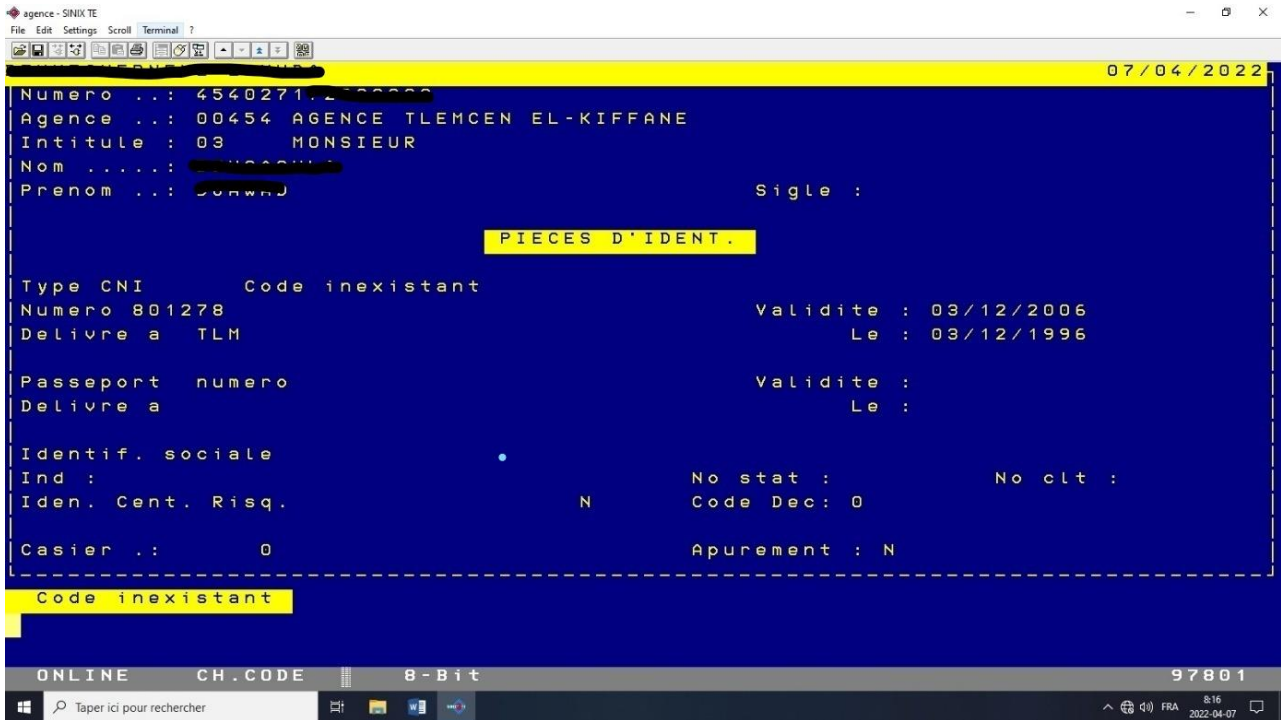 agence - SINIX TE
File Edit Settings Scroll Terminal ?
07/04/2022
Numero ..: 4540271
Agence ..: 00454 AGENCE TLEMCEN EL-KIFFANE
Intitule : 03 MONSIEUR
Nom .....:
Prenom ..: Sigle :
PIECES D'IDENT.
Type CNI Code inexistant
Numero 801278 Validite : 03/12/2006
Delivre a TLM Le : 03/12/1996
Passeport numero Validite :
Delivre a Le :
Identif. sociale
Ind : No stat : No clt :
Iden. Cent. Risq. N Code Dec: 0
Casier .: 0 Apurement : N
Code inexistant
ONLINE CH.CODE 8-Bit 97801
Taper ici pour rechercher FRA 8:16
2022-04-07